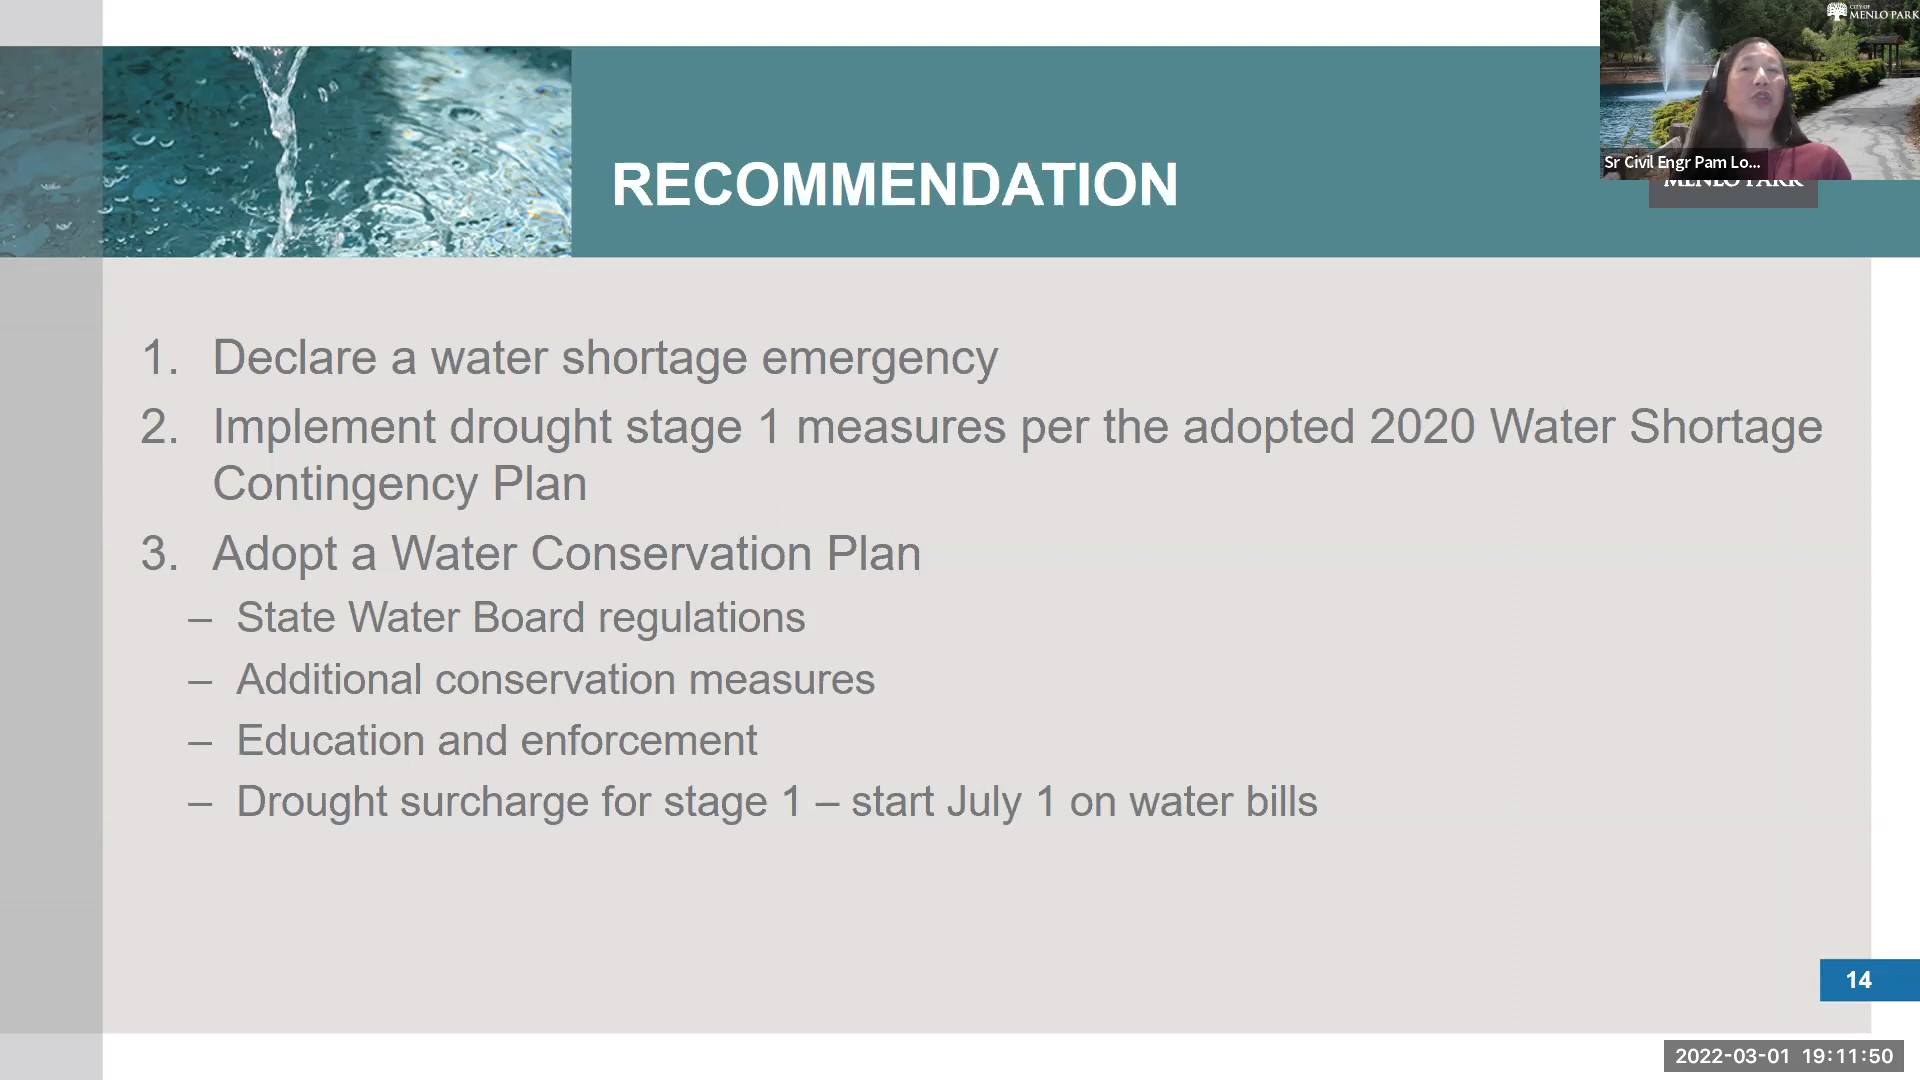 CITY OF
MENLO PARK
Sr Civil Engr Pam Lo...
MENLO PARK
RECOMMENDATION
1. Declare a water shortage emergency
2. Implement drought stage 1 measures per the adopted 2020 Water Shortage
Contingency Plan
3. Adopt a Water Conservation Plan
– State Water Board regulations
– Additional conservation measures
– Education and enforcement
– Drought surcharge for stage 1 – start July 1 on water bills
14
2022-03-01 19:11:50